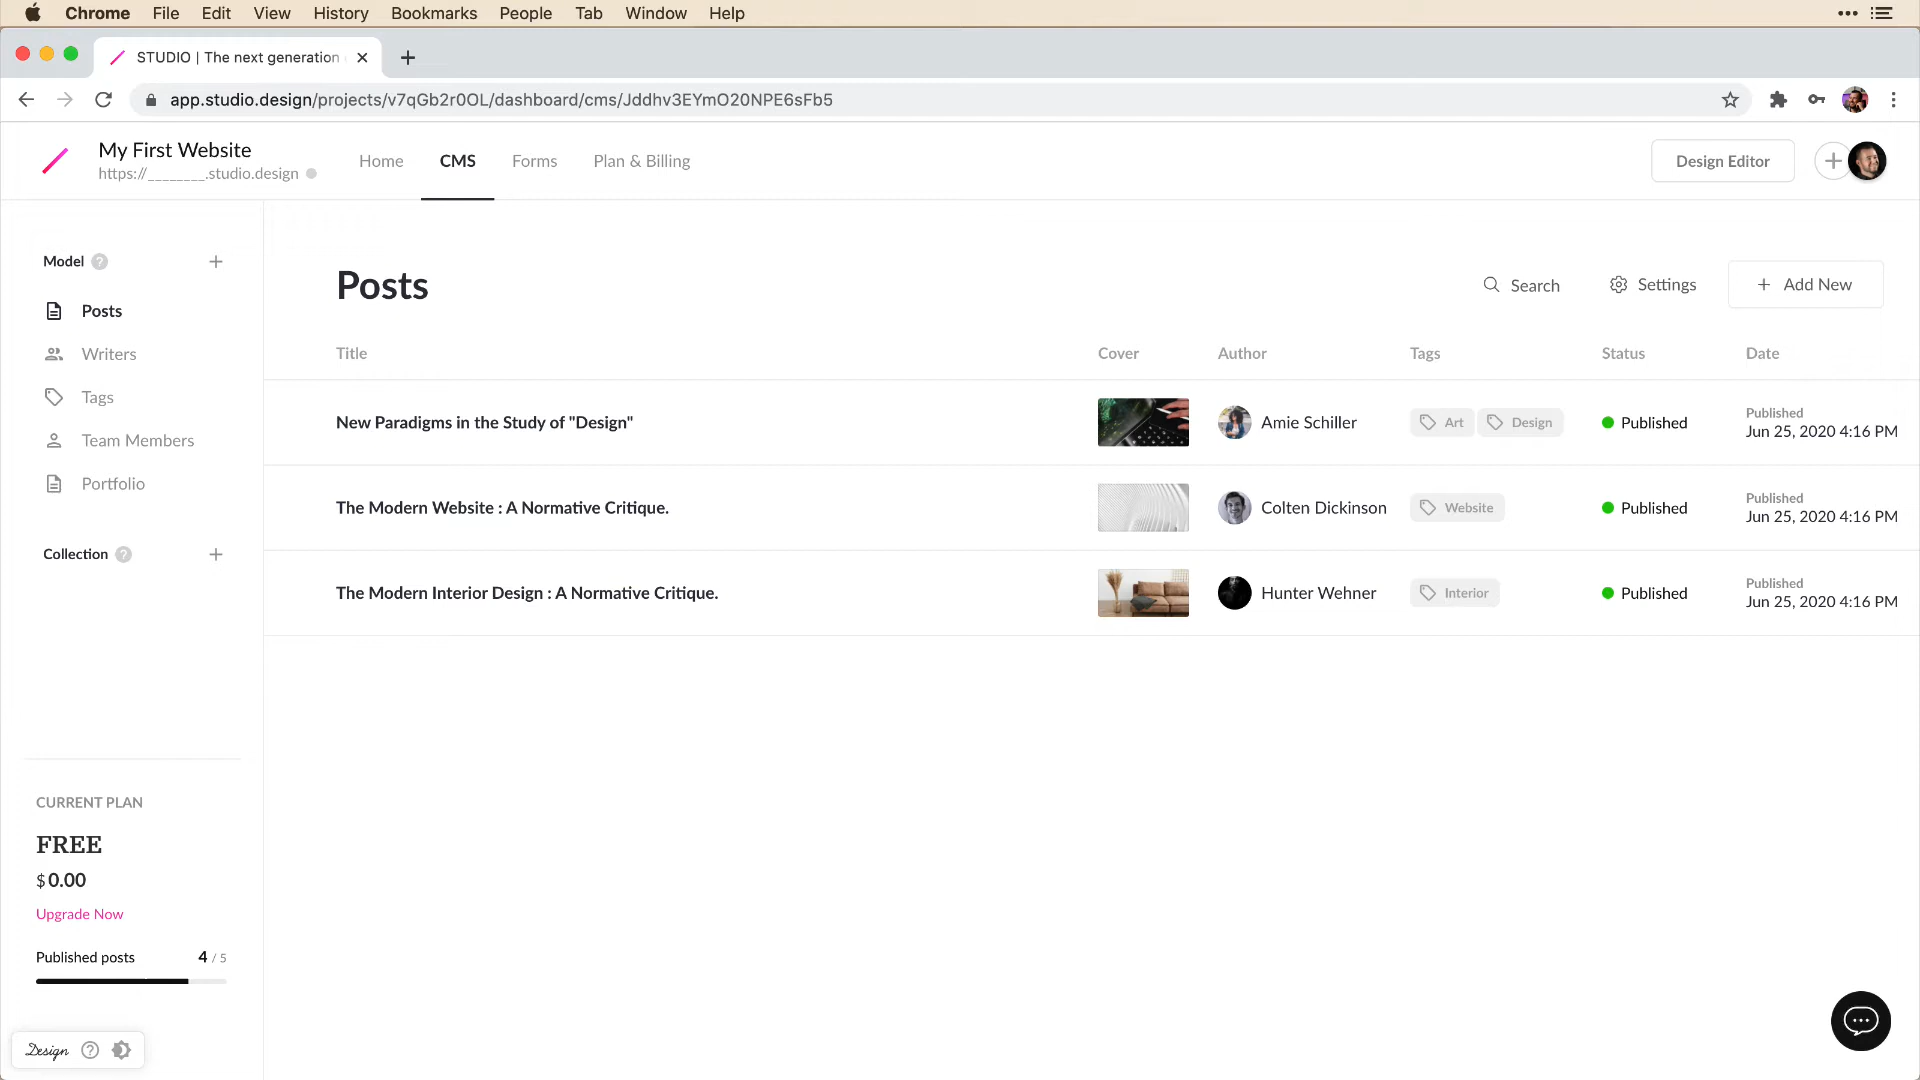 Chrome File Edit View History Bookmarks People Tab Window Help
STUDIO | The next generation
app.studio.design/projects/v7qGb2r0OL/dashboard/cms/Jddhv3EYmO20NPE6sFb5
My First Website
https://________.studio.design
Home CMS Forms Plan & Billing
Design Editor
Model ?
Posts
Writers
Tags
Team Members
Portfolio
Collection ?
CURRENT PLAN
FREE
$0.00
Upgrade Now
Published posts 4 / 5
Design ?
Posts
Search Settings + Add New
Title Cover Author Tags Status Date
New Paradigms in the Study of "Design" Amie Schiller Art Design Published Published
Jun 25, 2020 4:16 PM
The Modern Website : A Normative Critique. Colten Dickinson Website Published Published
Jun 25, 2020 4:16 PM
The Modern Interior Design : A Normative Critique. Hunter Wehner Interior Published Published
Jun 25, 2020 4:16 PM